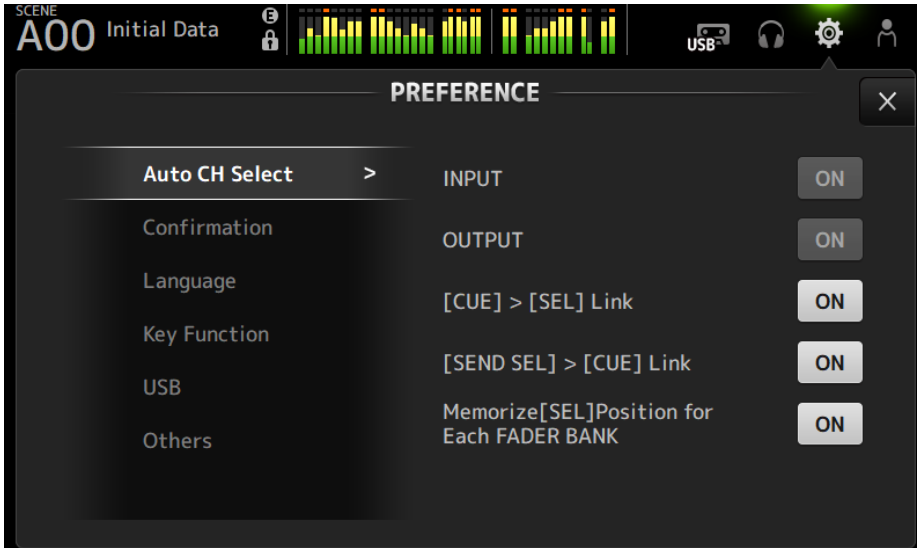 SCENE
A00 Initial Data E
USB
PREFERENCE
Auto CH Select >
Confirmation
Language
Key Function
USB
Others
INPUT ON
OUTPUT ON
[CUE] > [SEL] Link ON
[SEND SEL] > [CUE] Link ON
Memorize[SEL]Position for
Each FADER BANK ON